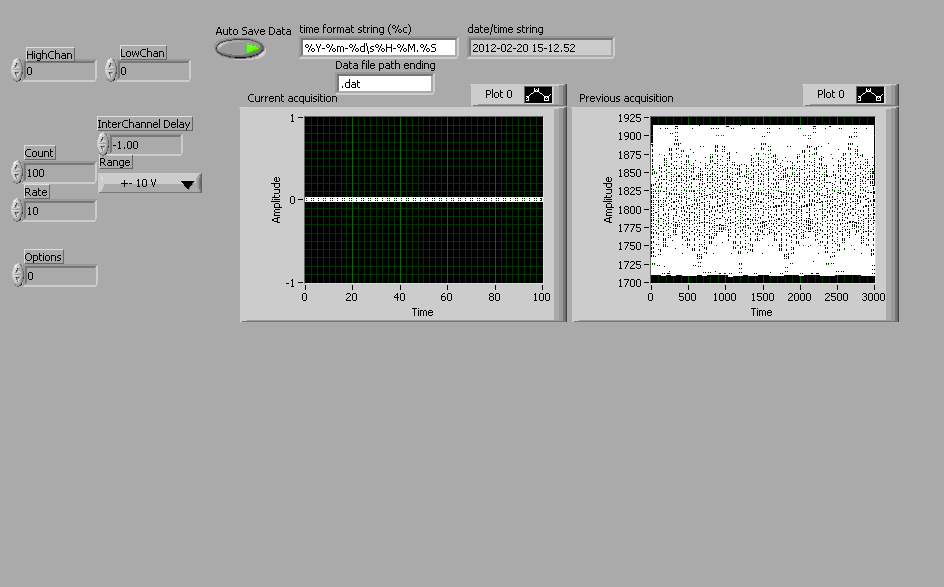 Auto Save Data
time format string (%c)
%Y-%m-%d\s%H-%M.%S
date/time string
2012-02-20 15-12.52
HighChan
0
LowChan
0
Data file path ending
.dat
InterChannel Delay
-1.00
Count
100
Range
+- 10 V
Rate
10
Options
0
Current acquisition
Plot 0
Amplitude
1
0
-1
0 20 40 60 80 100
Time
Previous acquisition
Plot 0
Amplitude
1925
1900
1875
1850
1825
1800
1775
1750
1725
1700
0 500 1000 1500 2000 2500 3000
Time